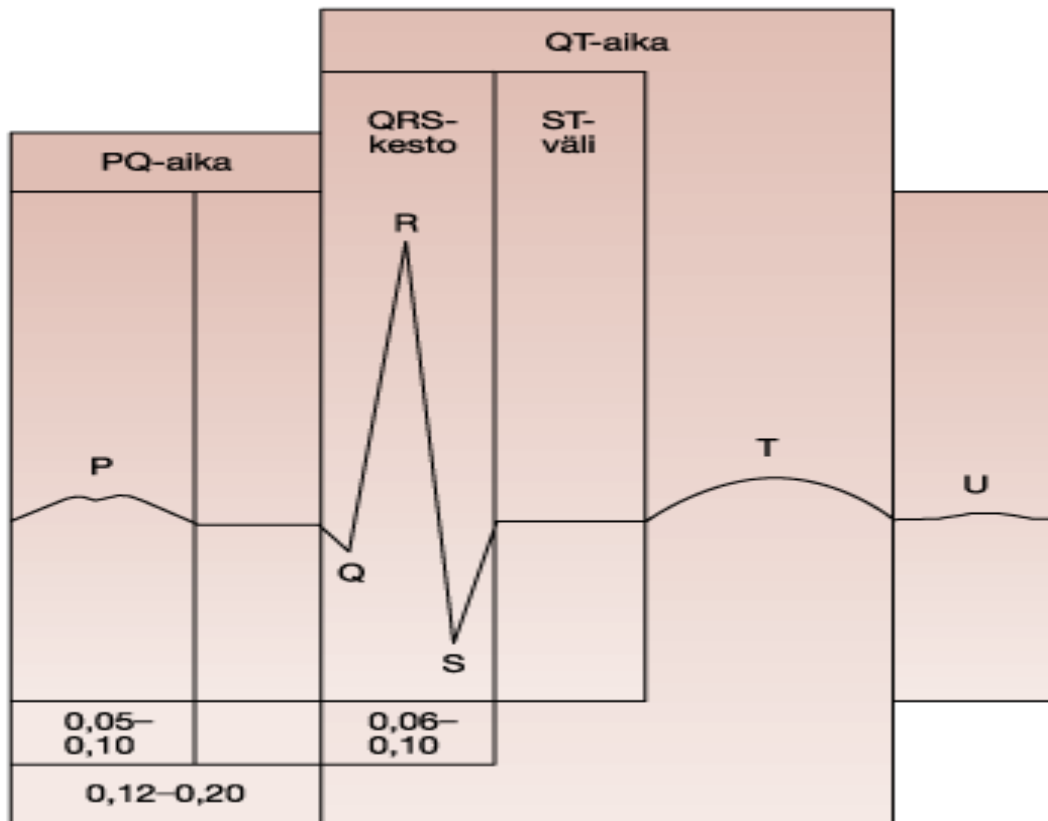 QT-aika
QRS-
kesto
ST-
väli
PQ-aika
R
P
T
U
Q
S
0,05–
0,10
0,06–
0,10
0,12–0,20